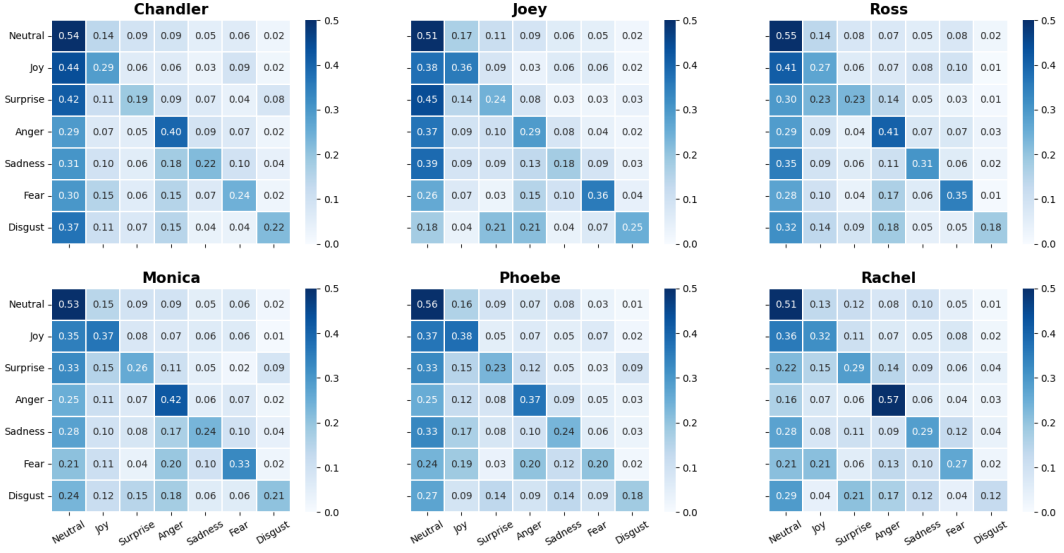 Chandler Joey Ross
Neutral 0.54 0.14 0.09 0.09 0.05 0.06 0.02 0.51 0.17 0.11 0.09 0.06 0.05 0.02 0.55 0.14 0.08 0.07 0.05 0.08 0.02
Joy 0.44 0.29 0.06 0.06 0.03 0.09 0.02 0.38 0.36 0.09 0.03 0.06 0.06 0.02 0.41 0.27 0.06 0.07 0.08 0.10 0.01
Surprise 0.42 0.11 0.19 0.09 0.07 0.04 0.08 0.45 0.14 0.24 0.08 0.03 0.03 0.03 0.30 0.23 0.23 0.14 0.05 0.03 0.01
Anger 0.29 0.07 0.05 0.40 0.09 0.07 0.02 0.37 0.09 0.10 0.29 0.08 0.04 0.02 0.29 0.09 0.04 0.41 0.07 0.07 0.03
Sadness 0.31 0.10 0.06 0.18 0.22 0.10 0.04 0.39 0.09 0.09 0.13 0.18 0.09 0.03 0.35 0.09 0.06 0.11 0.31 0.06 0.02
Fear 0.30 0.15 0.06 0.15 0.07 0.24 0.02 0.26 0.07 0.03 0.15 0.10 0.36 0.04 0.28 0.10 0.04 0.17 0.06 0.35 0.01
Disgust 0.37 0.11 0.07 0.15 0.04 0.04 0.22 0.18 0.04 0.21 0.21 0.04 0.07 0.25 0.32 0.14 0.09 0.18 0.05 0.05 0.18
0.5 0.5 0.5
0.4 0.4 0.4
0.3 0.3 0.3
0.2 0.2 0.2
0.1 0.1 0.1
0.0 0.0 0.0
Monica Phoebe Rachel
Neutral 0.53 0.15 0.09 0.09 0.05 0.06 0.02 0.56 0.16 0.09 0.07 0.08 0.03 0.01 0.51 0.13 0.12 0.08 0.10 0.05 0.01
Joy 0.35 0.37 0.08 0.07 0.06 0.06 0.01 0.37 0.38 0.09 0.05 0.05 0.07 0.02 0.36 0.32 0.11 0.06 0.05 0.08 0.02
Surprise 0.33 0.15 0.26 0.11 0.04 0.02 0.09 0.33 0.15 0.23 0.12 0.05 0.03 0.09 0.22 0.15 0.29 0.14 0.09 0.06 0.04
Anger 0.25 0.11 0.07 0.42 0.06 0.07 0.02 0.25 0.12 0.08 0.37 0.09 0.07 0.03 0.16 0.07 0.06 0.57 0.06 0.04 0.03
Sadness 0.28 0.10 0.08 0.17 0.24 0.10 0.04 0.33 0.17 0.08 0.10 0.24 0.06 0.03 0.28 0.08 0.11 0.09 0.29 0.12 0.04
Fear 0.21 0.11 0.04 0.20 0.10 0.33 0.02 0.24 0.19 0.03 0.20 0.12 0.20 0.02 0.21 0.21 0.06 0.13 0.10 0.27 0.02
Disgust 0.24 0.12 0.15 0.18 0.06 0.06 0.21 0.27 0.09 0.14 0.09 0.14 0.09 0.18 0.29 0.04 0.21 0.17 0.12 0.04 0.12
0.5 0.5 0.5
0.4 0.4 0.4
0.3 0.3 0.3
0.2 0.2 0.2
0.1 0.1 0.1
0.0 0.0 0.0
Neutral Joy Surprise Anger Sadness Fear Disgust Neutral Joy Surprise Anger Sadness Fear Disgust Neutral Joy Surprise Anger Sadness Fear Disgust